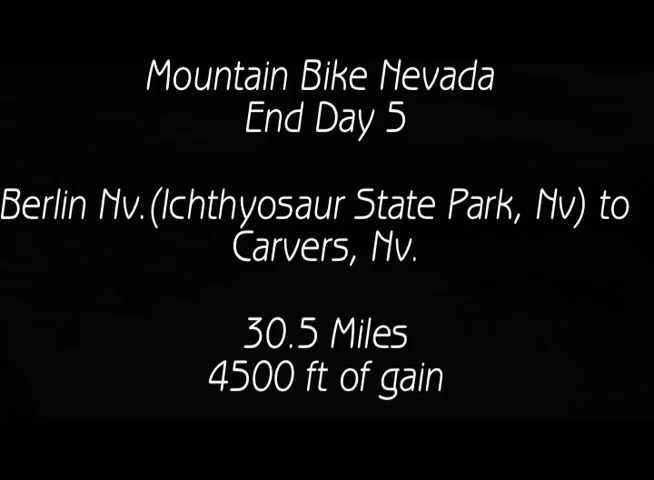 Mountain Bike Nevada
End Day 5
Berlin Nv.(Ichthyosaur State Park, Nv) to
Carvers, Nv.
30.5 Miles
4500 ft of gain